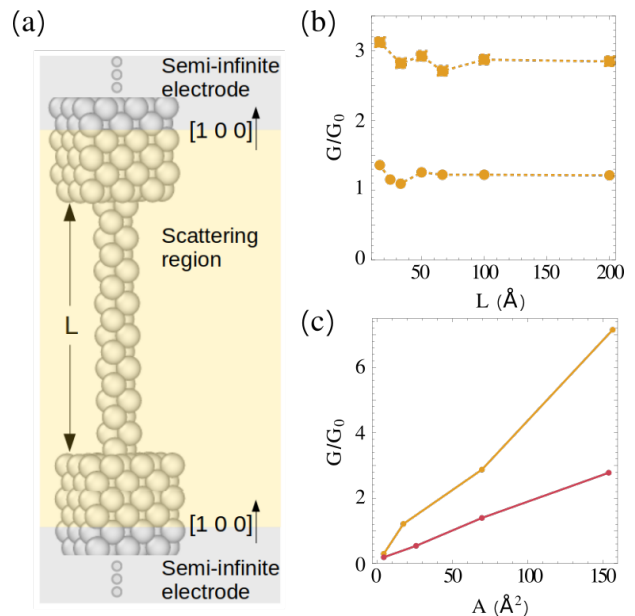 (a)
Semi-infinite
electrode
[1 0 0]
L
Scattering
region
[1 0 0]
Semi-infinite
electrode
(b)
G/G₀
3
2
1
0
50
100
150
200
L (Å)
(c)
G/G₀
6
4
2
0
0
50
100
150
A (Å²)